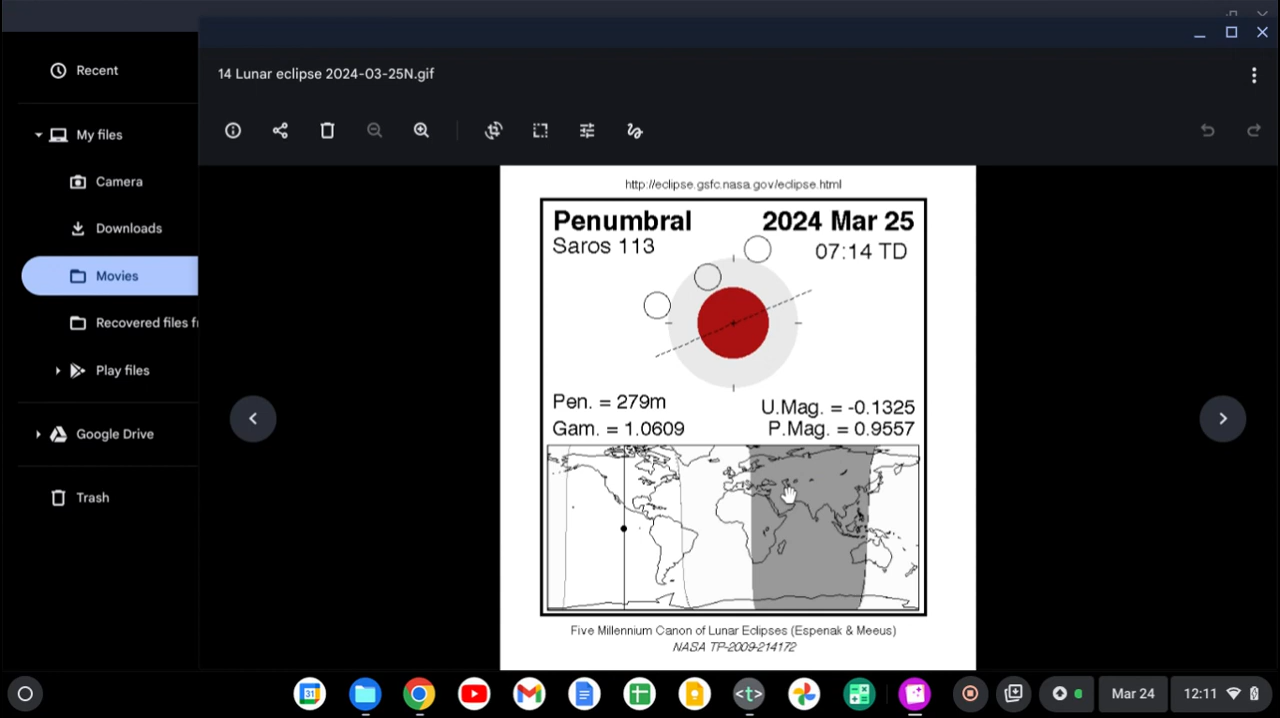 Recent
14 Lunar eclipse 2024-03-25N.gif
My files
Camera
Downloads
Movies
Recovered files fr
Play files
Google Drive
Trash
http://eclipse.gsfc.nasa.gov/eclipse.html
Penumbral 2024 Mar 25
Saros 113 07:14 TD
Pen. = 279m U.Mag. = -0.1325
Gam. = 1.0609 P.Mag. = 0.9557
Five Millennium Canon of Lunar Eclipses (Espenak & Meeus)
NASA TP-2009-214172
31 <t> Mar 24 12:11